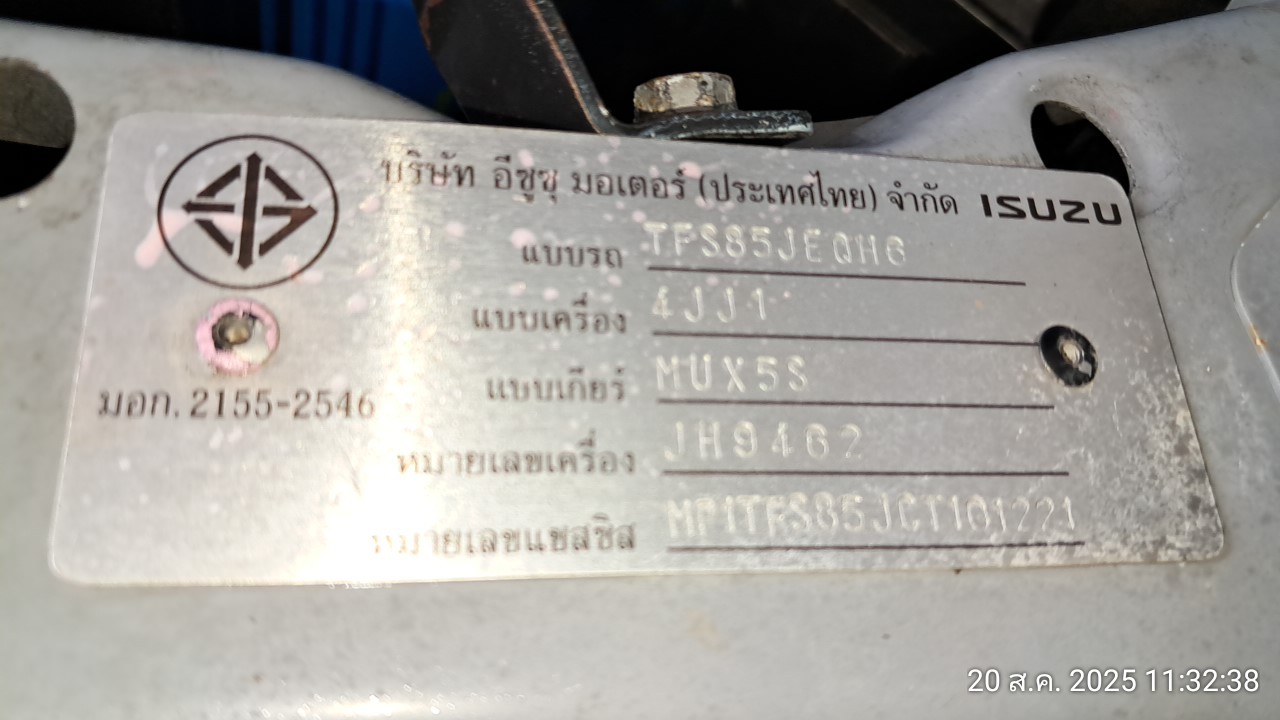 บริษัท อีซูซุ มอเตอร์ (ประเทศไทย) จำกัด ISUZU
แบบรถ TFS85JEQH6
แบบเครื่อง 4JJ1
แบบเกียร์ MUX5S
มอก. 2155-2546
หมายเลขเครื่อง JH9462
หมายเลขแชสซิส MP1TFS85JCT101221
20 ส.ค. 2025 11:32:38